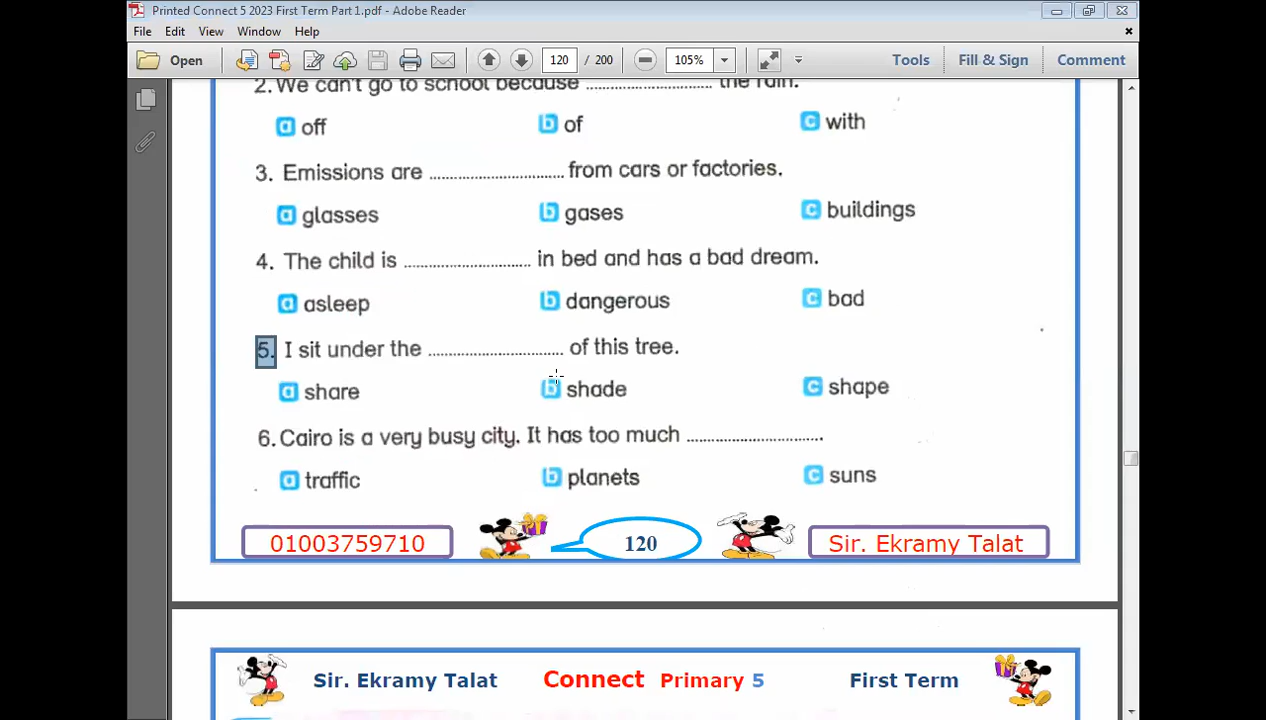 Printed Connect 5 2023 First Term Part 1.pdf - Adobe Reader
File Edit View Window Help
Open 120 / 200 105% Tools Fill & Sign Comment
2. We can't go to school because .............................. the rain.
a off b of c with
3. Emissions are .............................. from cars or factories.
a glasses b gases c buildings
4. The child is .............................. in bed and has a bad dream.
a asleep b dangerous c bad
5. I sit under the .............................. of this tree.
a share b shade c shape
6. Cairo is a very busy city. It has too much ...............................
a traffic b planets c suns
01003759710 120 Sir. Ekramy Talat
Sir. Ekramy Talat Connect Primary 5 First Term